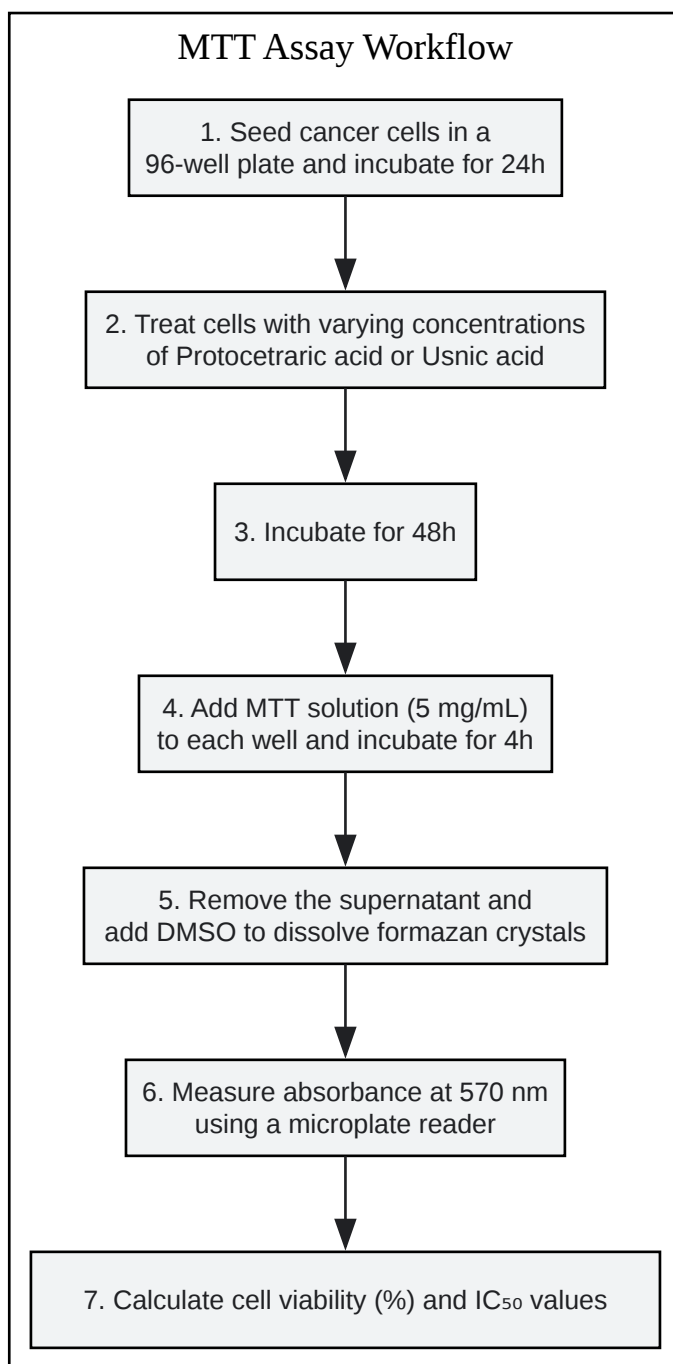 MTT Assay Workflow
1. Seed cancer cells in a
96-well plate and incubate for 24h
2. Treat cells with varying concentrations
of Protocetraric acid or Usnic acid
3. Incubate for 48h
4. Add MTT solution (5 mg/mL)
to each well and incubate for 4h
5. Remove the supernatant and
add DMSO to dissolve formazan crystals
6. Measure absorbance at 570 nm
using a microplate reader
7. Calculate cell viability (%) and IC₅₀ values